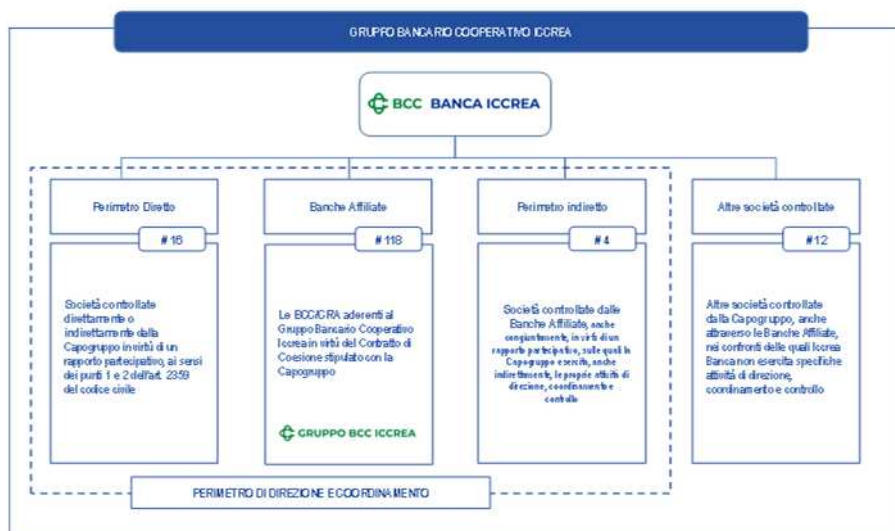 GRUPPO BANCARIO COOPERATIVO ICCREA
BCC BANCA ICCREA
Perimetro Diretto
#16
Società controllate
direttamente o
indirettamente dalla
Capogruppo in virtù di un
rapporto partecipativo, ai sensi
dei punti 1 e 2 dell'art. 2359
del codice civile
Banche Affiliate
#118
Le BCC/CRA aderenti al
Gruppo Bancario Cooperativo
Iccrea in virtù del Contratto di
Coesione stipulato con la
Capogruppo
GRUPPO BCC ICCREA
Perimetro indiretto
#4
Società controllate dalle
Banche Affiliate, anche
congiuntamente, in virtù di un
rapporto partecipativo, sulle quali la
Capogruppo esercita, anche
indirettamente, le proprie attività di
direzione, coordinamento e
controllo
Altre società controllate
#12
Altre società controllate
dalla Capogruppo, anche
attraverso le Banche Affiliate,
nei confronti delle quali Iccrea
Banca non esercita specifiche
attività di direzione,
coordinamento e controllo
PERIMETRO DI DIREZIONE E COORDINAMENTO